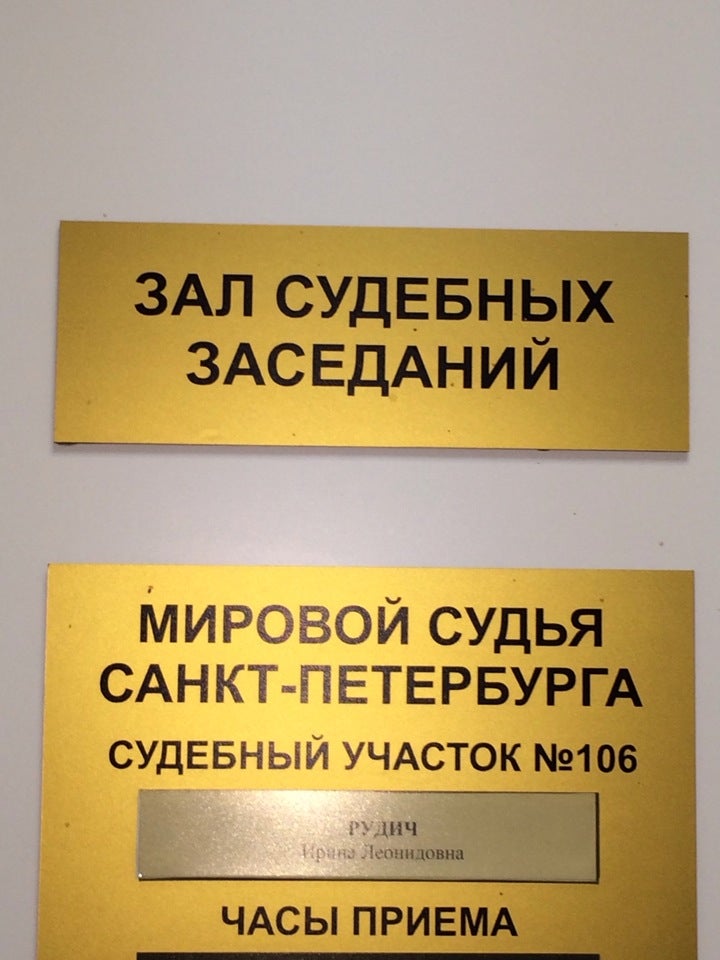 ЗАЛ СУДЕБНЫХ
ЗАСЕДАНИЙ
МИРОВОЙ СУДЬЯ
САНКТ-ПЕТЕРБУРГА
СУДЕБНЫЙ УЧАСТОК №106
РУДИЧ
Ирина Леонидовна
ЧАСЫ ПРИЕМА